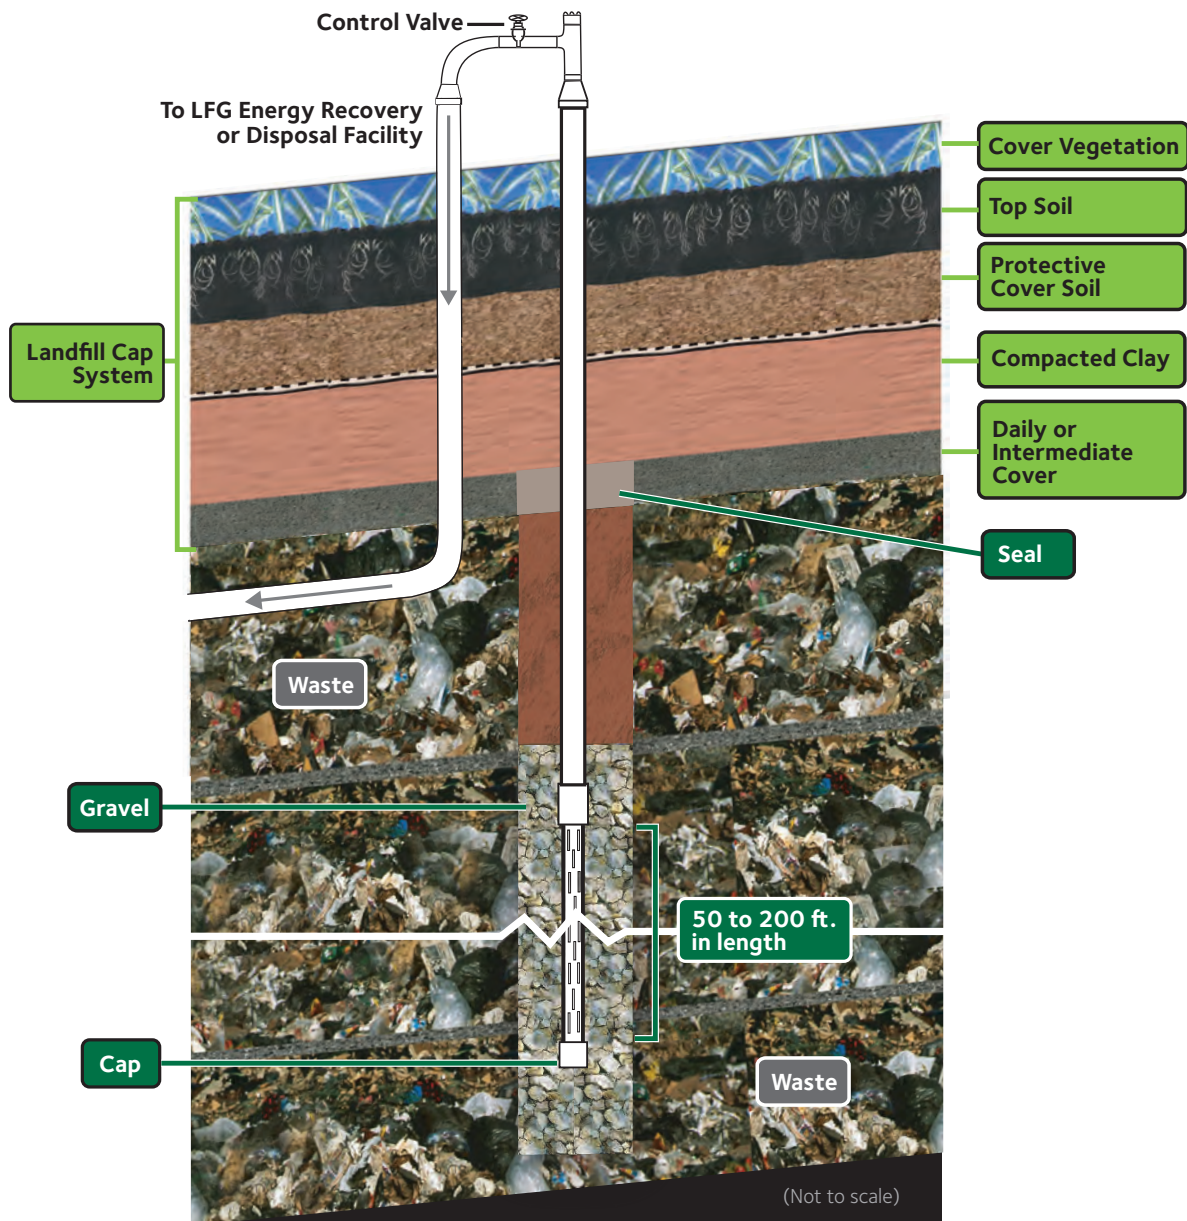 Control Valve
To LFG Energy Recovery
or Disposal Facility
Cover Vegetation
Top Soil
Protective
Cover Soil
Landfill Cap
System
Compacted Clay
Daily or
Intermediate
Cover
Seal
Waste
Gravel
50 to 200 ft.
in length
Cap
Waste
(Not to scale)